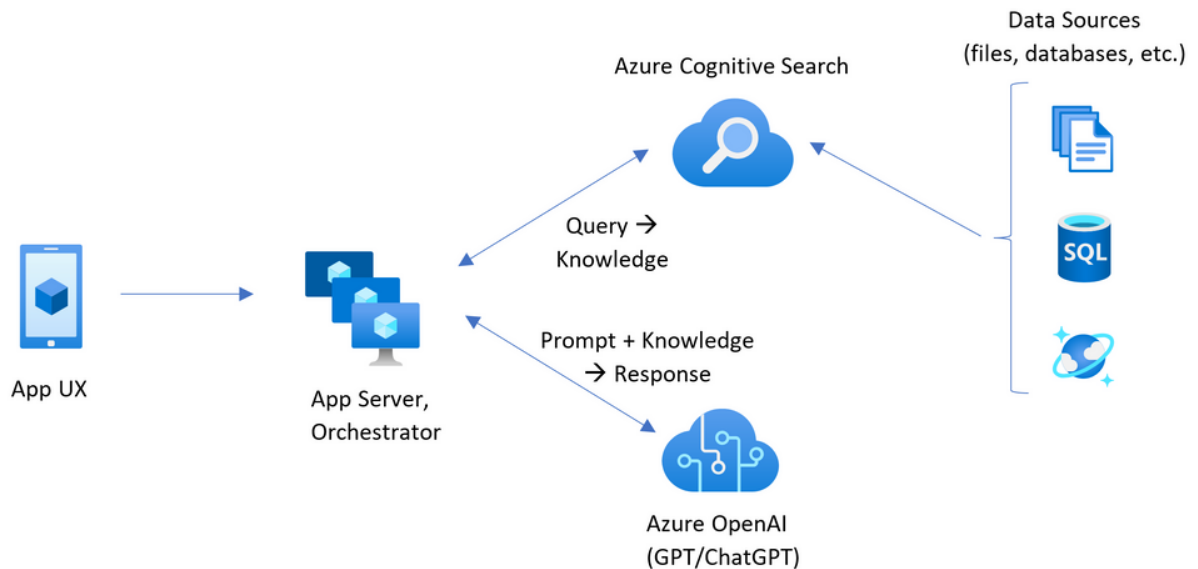 Data Sources
(files, databases, etc.)
Azure Cognitive Search
Query →
Knowledge
SQL
Prompt + Knowledge
→ Response
App UX
App Server,
Orchestrator
Azure OpenAI
(GPT/ChatGPT)